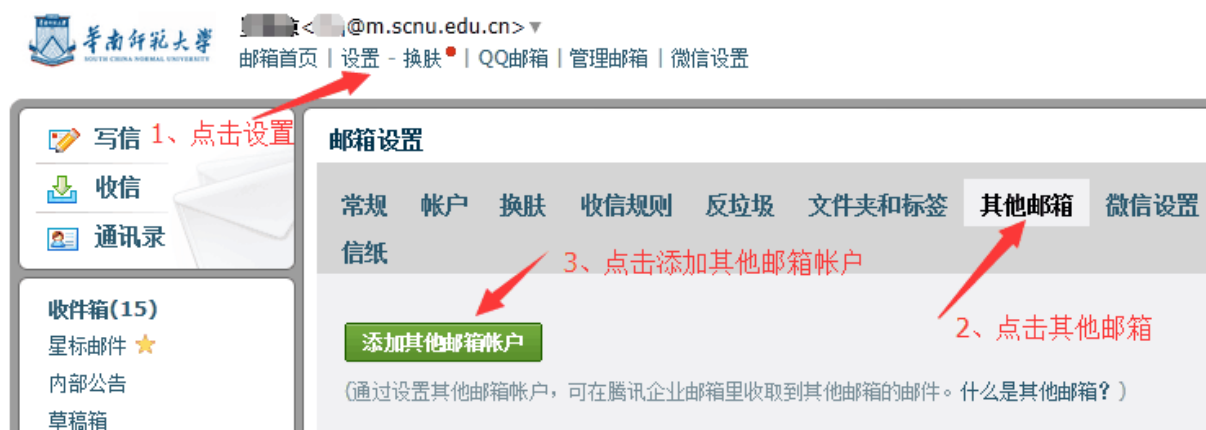 華南师范大學
SOUTH CHINA NORMAL UNIVERSITY
@m.scnu.edu.cn>
邮箱首页 | 设置 - 换肤 | QQ邮箱 | 管理邮箱 | 微信设置
写信
1、点击设置
收信
通讯录
收件箱(15)
星标邮件
内部公告
草稿箱
邮箱设置
常规 帐户 换肤 收信规则 反垃圾 文件夹和标签 其他邮箱 微信设置
信纸
3、点击添加其他邮箱帐户
2、点击其他邮箱
添加其他邮箱帐户
(通过设置其他邮箱帐户，可在腾讯企业邮箱里收取到其他邮箱的邮件。什么是其他邮箱？)